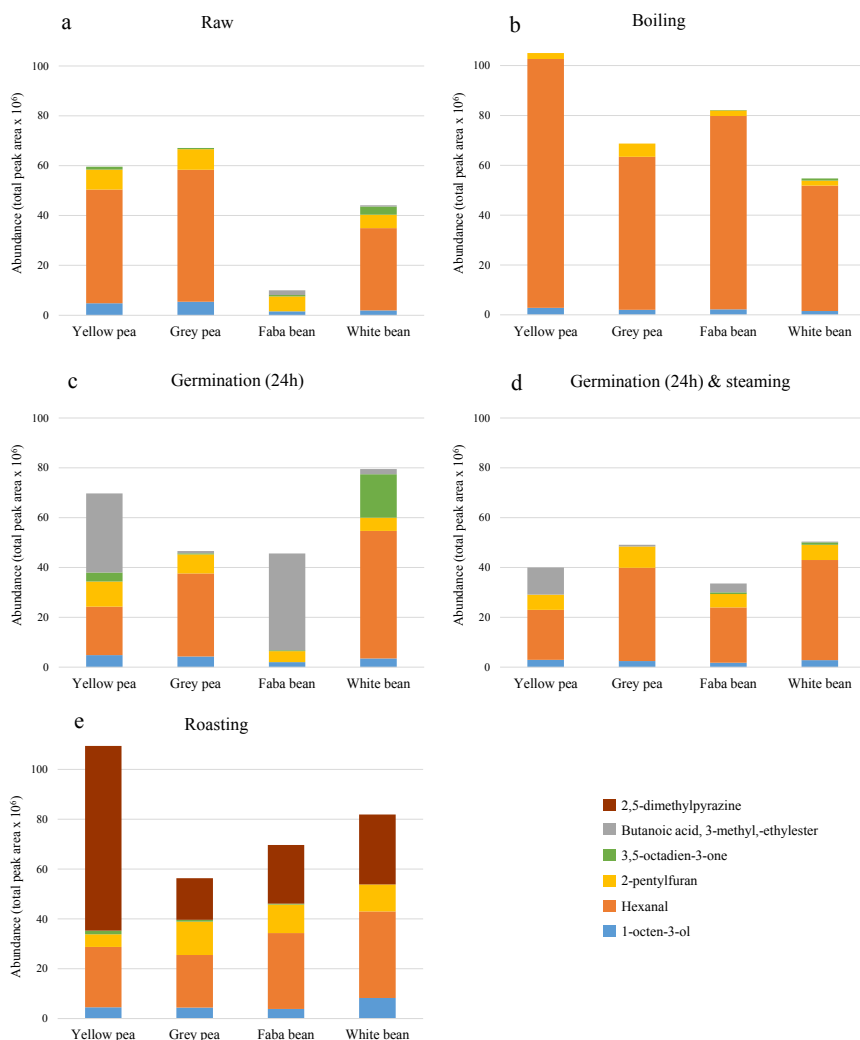 a
Raw
Abundance (total peak area x 10⁶)
100
80
60
40
20
0
Yellow pea Grey pea Faba bean White bean
b
Boiling
Abundance (total peak area x 10⁶)
100
80
60
40
20
0
Yellow pea Grey pea Faba bean White bean
c
Germination (24h)
Abundance (total peak area x 10⁶)
100
80
60
40
20
0
Yellow pea Grey pea Faba bean White bean
d
Germination (24h) & steaming
Abundance (total peak area x 10⁶)
100
80
60
40
20
0
Yellow pea Grey pea Faba bean White bean
e
Roasting
Abundance (total peak area x 10⁶)
100
80
60
40
20
0
Yellow pea Grey pea Faba bean White bean
2,5-dimethylpyrazine
Butanoic acid, 3-methyl,-ethylester
3,5-octadien-3-one
2-pentylfuran
Hexanal
1-octen-3-ol